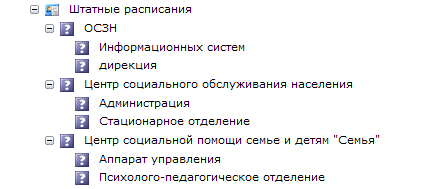 Штатные расписания
ОСЗН
Информационных систем
дирекция
Центр социального обслуживания населения
Администрация
Стационарное отделение
Центр социальной помощи семье и детям "Семья"
Аппарат управления
Психолого-педагогическое отделение